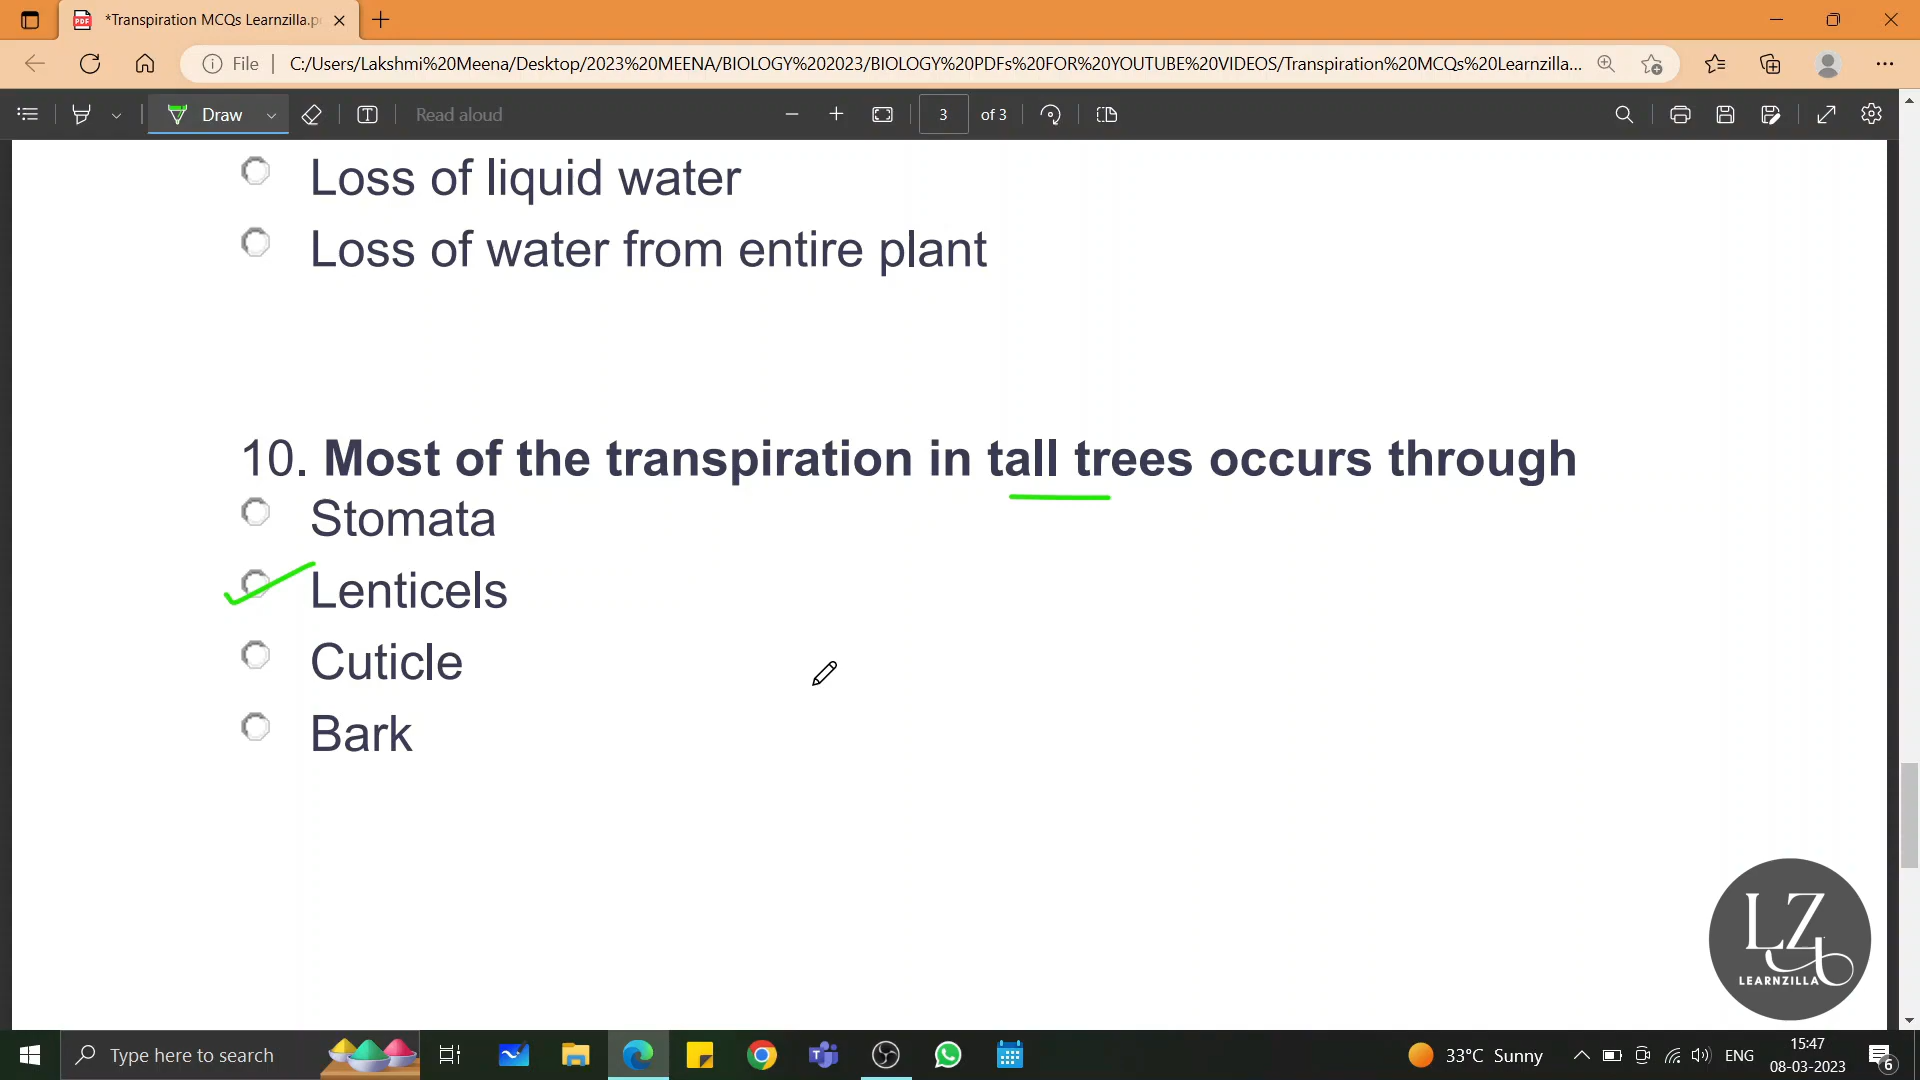 *Transpiration MCQs Learnzilla.p
File
C:/Users/Lakshmi%20Meena/Desktop/2023%20MEENA/BIOLOGY%202023/BIOLOGY%20PDFs%20FOR%20YOUTUBE%20VIDEOS/Transpiration%20MCQs%20Learnzilla...
Draw
Read aloud
3 of 3
Loss of liquid water
Loss of water from entire plant
10. Most of the transpiration in tall trees occurs through
Stomata
Lenticels
Cuticle
Bark
LZ
LEARNZILLA
Type here to search
33°C Sunny
ENG
15:47
08-03-2023
6